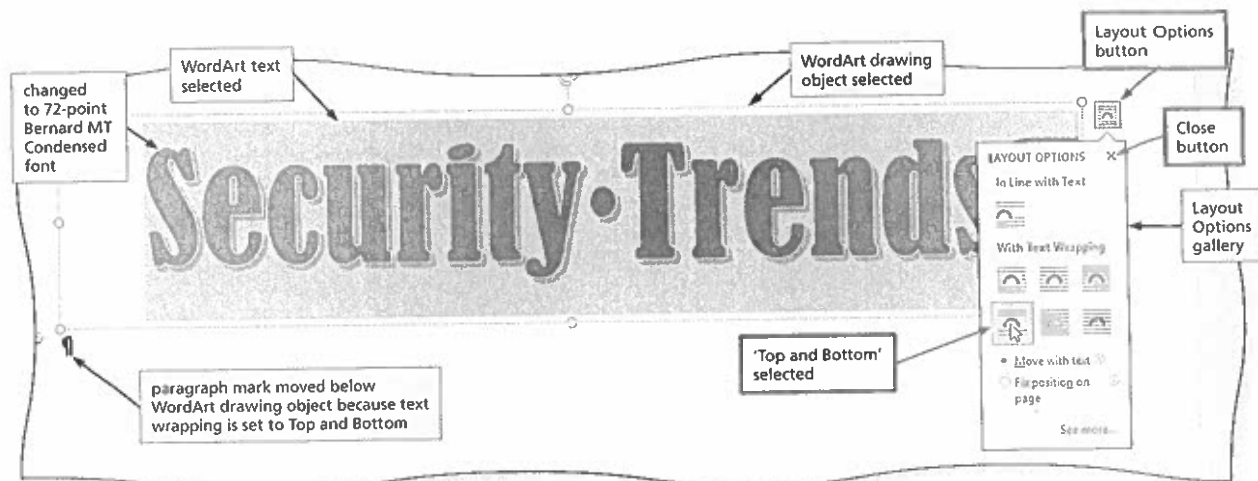 Layout Options
button
WordArt text
selected
WordArt drawing
object selected
changed
to 72-point
Bernard MT
Condensed
font
Close
button
Security·Trends
LAYOUT OPTIONS
In Line with Text
With Text Wrapping
Layout
Options
gallery
'Top and Bottom'
selected
Move with text
Fix position on
page
See more...
¶
paragraph mark moved below
WordArt drawing object because text
wrapping is set to Top and Bottom